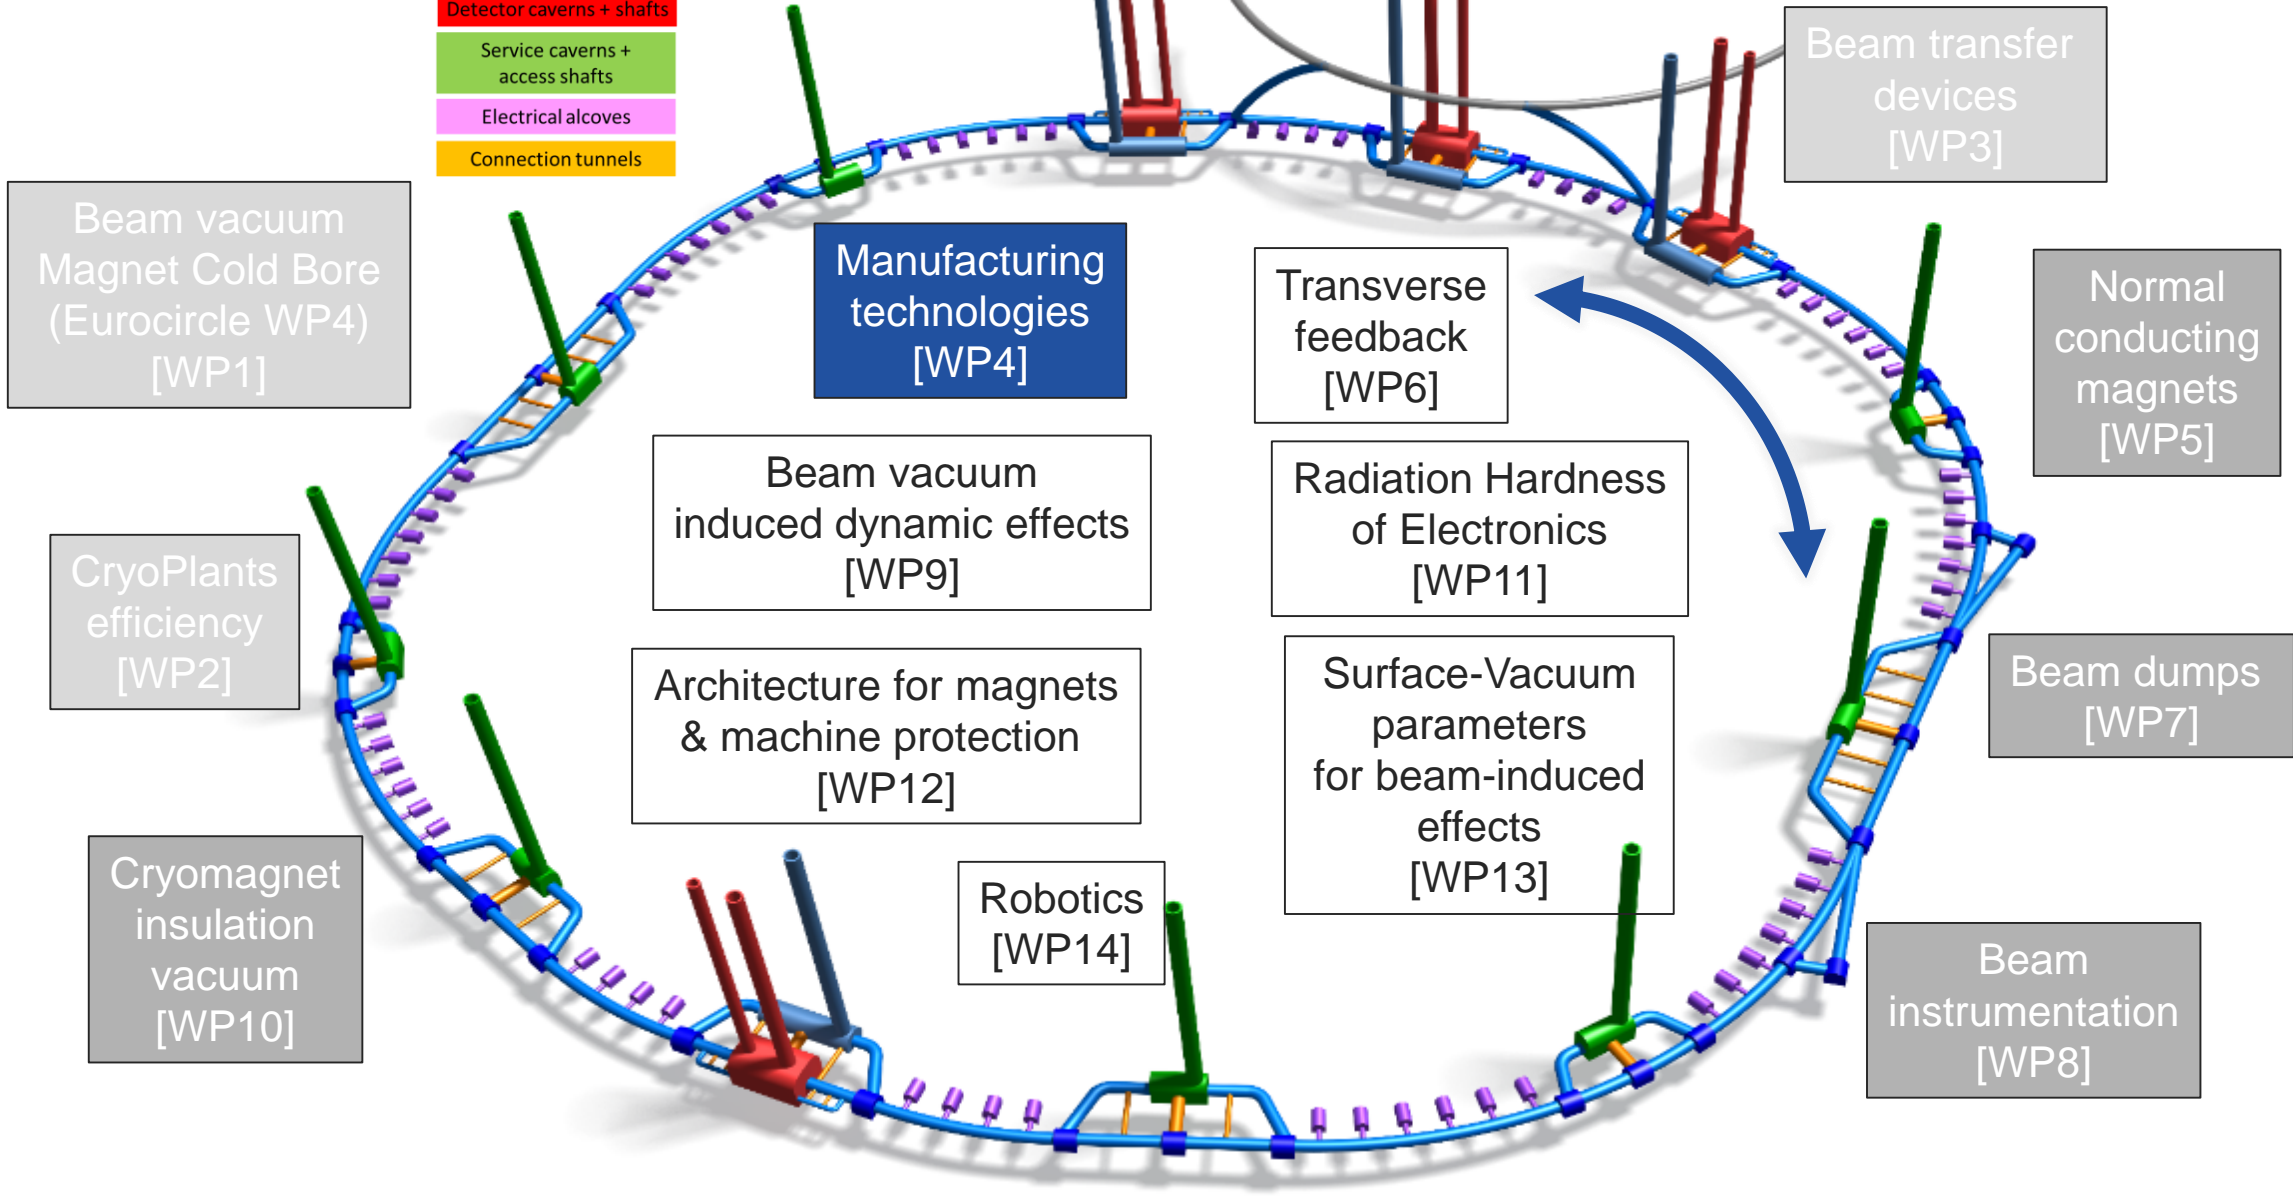 Detector caverns + shafts
Service caverns +
access shafts
Electrical alcoves
Connection tunnels
Beam transfer
devices
[WP3]
Beam vacuum
Magnet Cold Bore
(Eurocircle WP4)
[WP1]
Manufacturing
technologies
[WP4]
Transverse
feedback
[WP6]
Normal
conducting
magnets
[WP5]
Beam vacuum
induced dynamic effects
[WP9]
Radiation Hardness
of Electronics
[WP11]
CryoPlants
efficiency
[WP2]
Architecture for magnets
& machine protection
[WP12]
Surface-Vacuum
parameters
for beam-induced
effects
[WP13]
Beam dumps
[WP7]
Cryomagnet
insulation
vacuum
[WP10]
Robotics
[WP14]
Beam
instrumentation
[WP8]